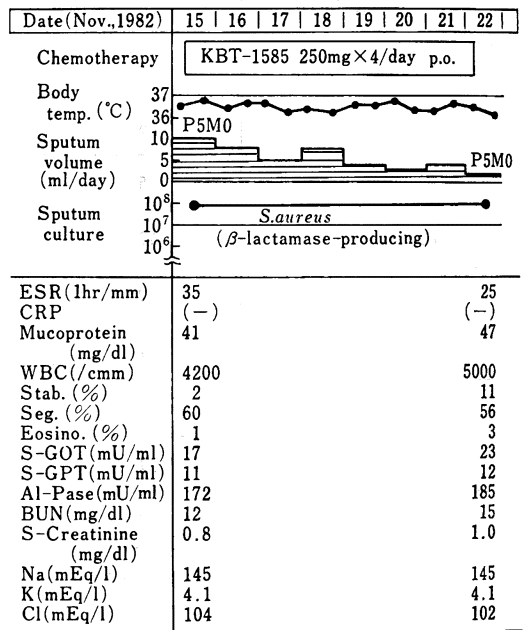 Date(Nov.,1982) 15 | 16 | 17 | 18 | 19 | 20 | 21 | 22 |
Chemotherapy KBT-1585 250mg×4/day p.o.
Body
temp. (°C)
37
36
P5M0
Sputum
volume
(ml/day)
10
5
0
P5M0
Sputum
culture
10⁸
10⁷
10⁶
S.aureus
(β-lactamase-producing)
ESR(1hr/mm) 35 25
CRP (−) (−)
Mucoprotein 41 47
(mg/dl)
WBC(/cmm) 4200 5000
Stab. (%) 2 11
Seg. (%) 60 56
Eosino. (%) 1 3
S-GOT(mU/ml) 17 23
S-GPT(mU/ml) 11 12
Al-Pase(mU/ml) 172 185
BUN(mg/dl) 12 15
S-Creatinine 0.8 1.0
(mg/dl)
Na(mEq/l) 145 145
K(mEq/l) 4.1 4.1
Cl(mEq/l) 104 102